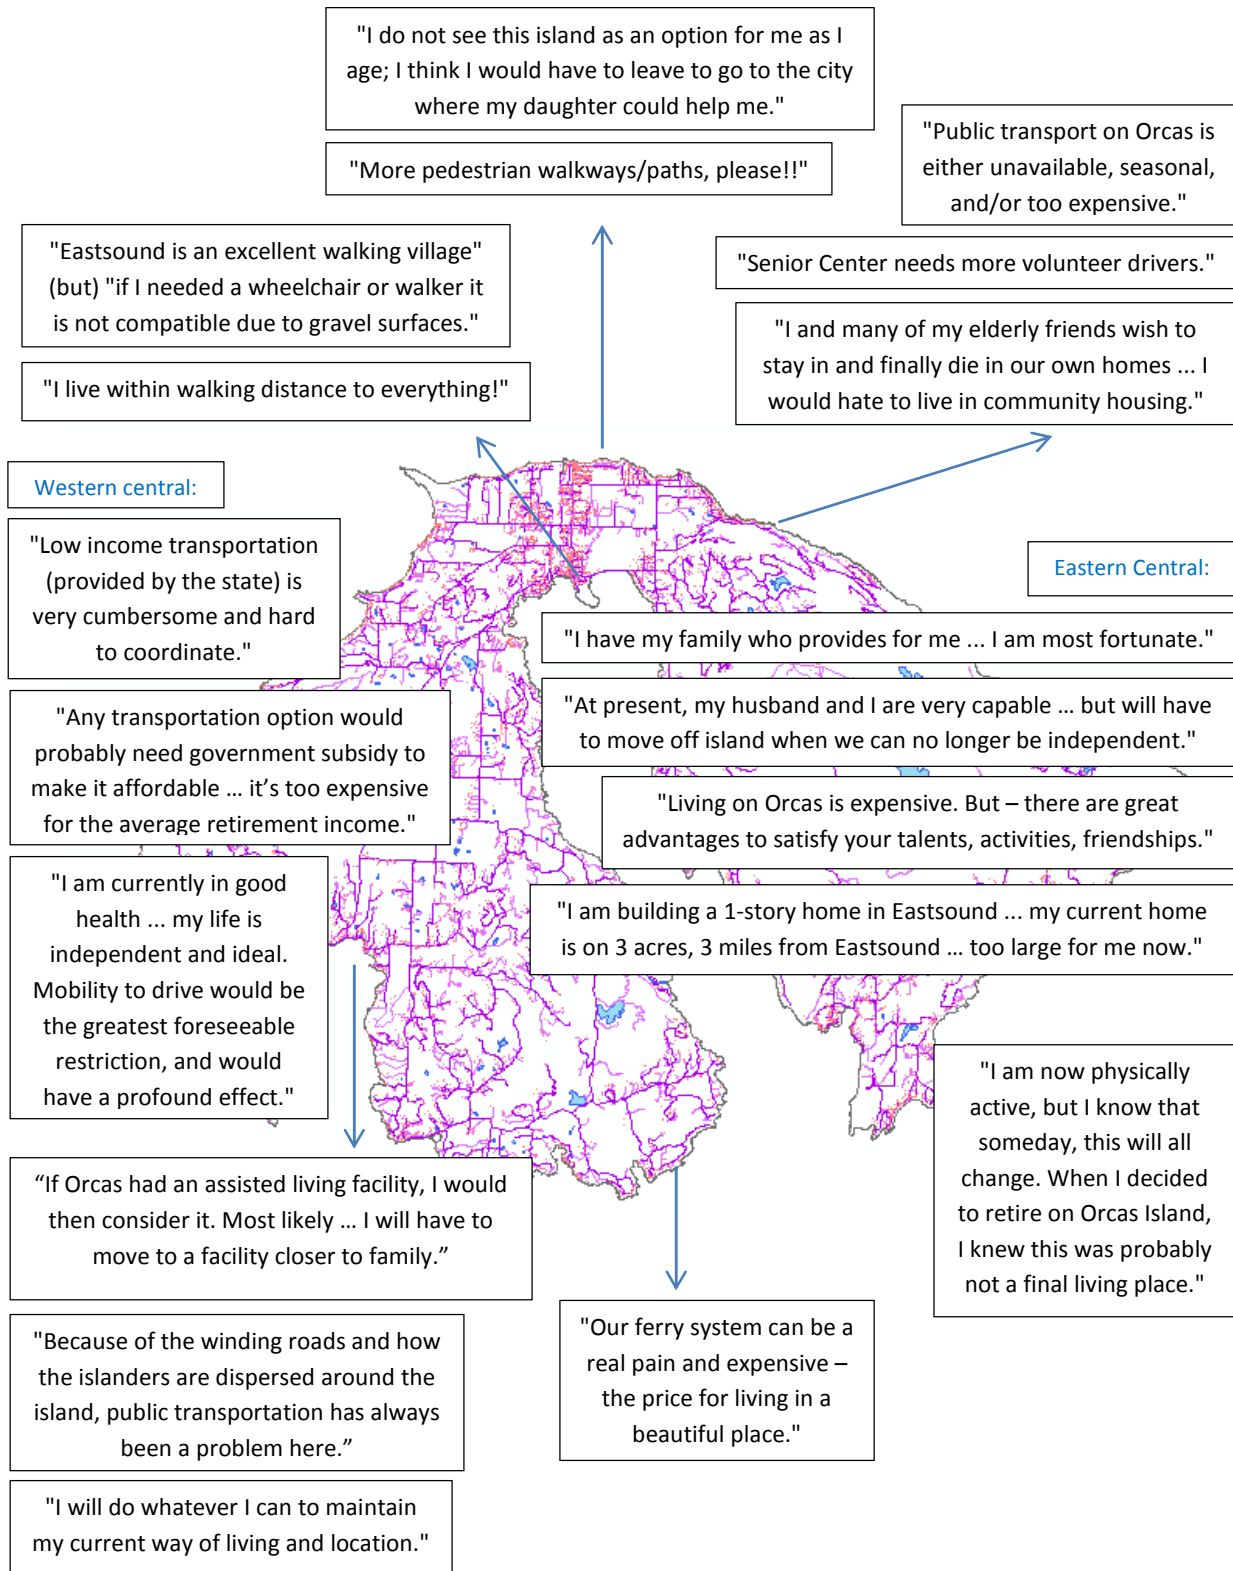 "I do not see this island as an option for me as I
age; I think I would have to leave to go to the city
where my daughter could help me."
"More pedestrian walkways/paths, please!!"
"Public transport on Orcas is
either unavailable, seasonal,
and/or too expensive."
"Senior Center needs more volunteer drivers."
"I and many of my elderly friends wish to
stay in and finally die in our own homes ... I
would hate to live in community housing."
"Eastsound is an excellent walking village"
(but) "if I needed a wheelchair or walker it
is not compatible due to gravel surfaces."
"I live within walking distance to everything!"
Western central:
"Low income transportation
(provided by the state) is
very cumbersome and hard
to coordinate."
"Any transportation option would
probably need government subsidy to
make it affordable ... it’s too expensive
for the average retirement income."
"I am currently in good
health ... my life is
independent and ideal.
Mobility to drive would be
the greatest foreseeable
restriction, and would
have a profound effect."
Eastern Central:
"I have my family who provides for me ... I am most fortunate."
"At present, my husband and I are very capable ... but will have
to move off island when we can no longer be independent."
"Living on Orcas is expensive. But – there are great
advantages to satisfy your talents, activities, friendships."
"I am building a 1-story home in Eastsound ... my current home
is on 3 acres, 3 miles from Eastsound ... too large for me now."
"I am now physically
active, but I know that
someday, this will all
change. When I decided
to retire on Orcas Island,
I knew this was probably
not a final living place."
“If Orcas had an assisted living facility, I would
then consider it. Most likely ... I will have to
move to a facility closer to family.”
"Because of the winding roads and how
the islanders are dispersed around the
island, public transportation has always
been a problem here.”
"I will do whatever I can to maintain
my current way of living and location."
"Our ferry system can be a
real pain and expensive –
the price for living in a
beautiful place."